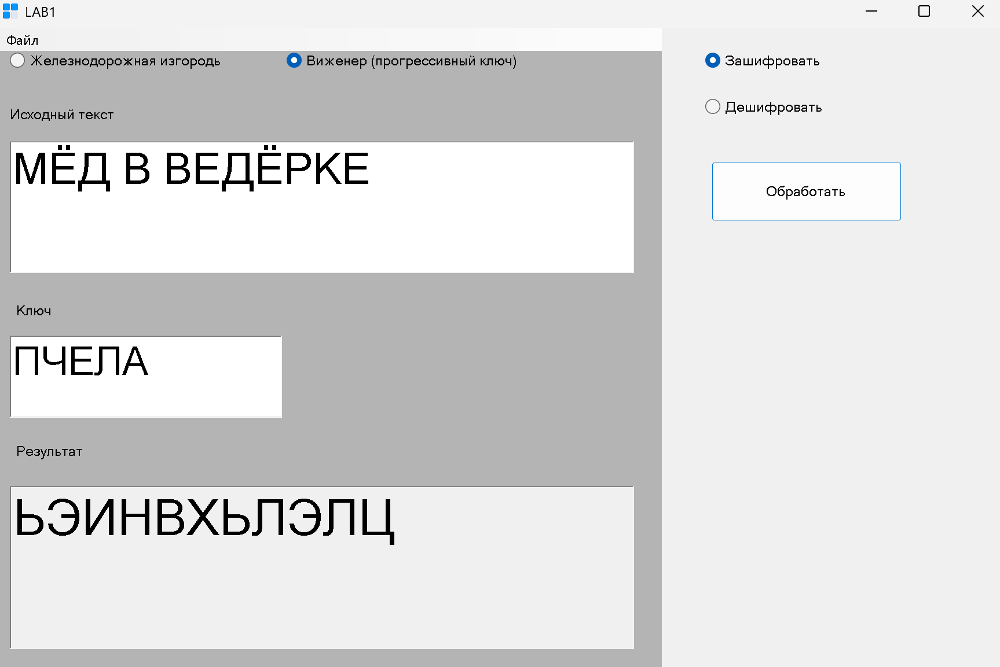 LAB1
Файл
Железнодорожная изгородь
Виженер (прогрессивный ключ)
Зашифровать
Дешифровать
Исходный текст
МЁД В ВЕДЁРКЕ
Обработать
Ключ
ПЧЕЛА
Результат
ЬЭИНВХЬЛЭЛЦ